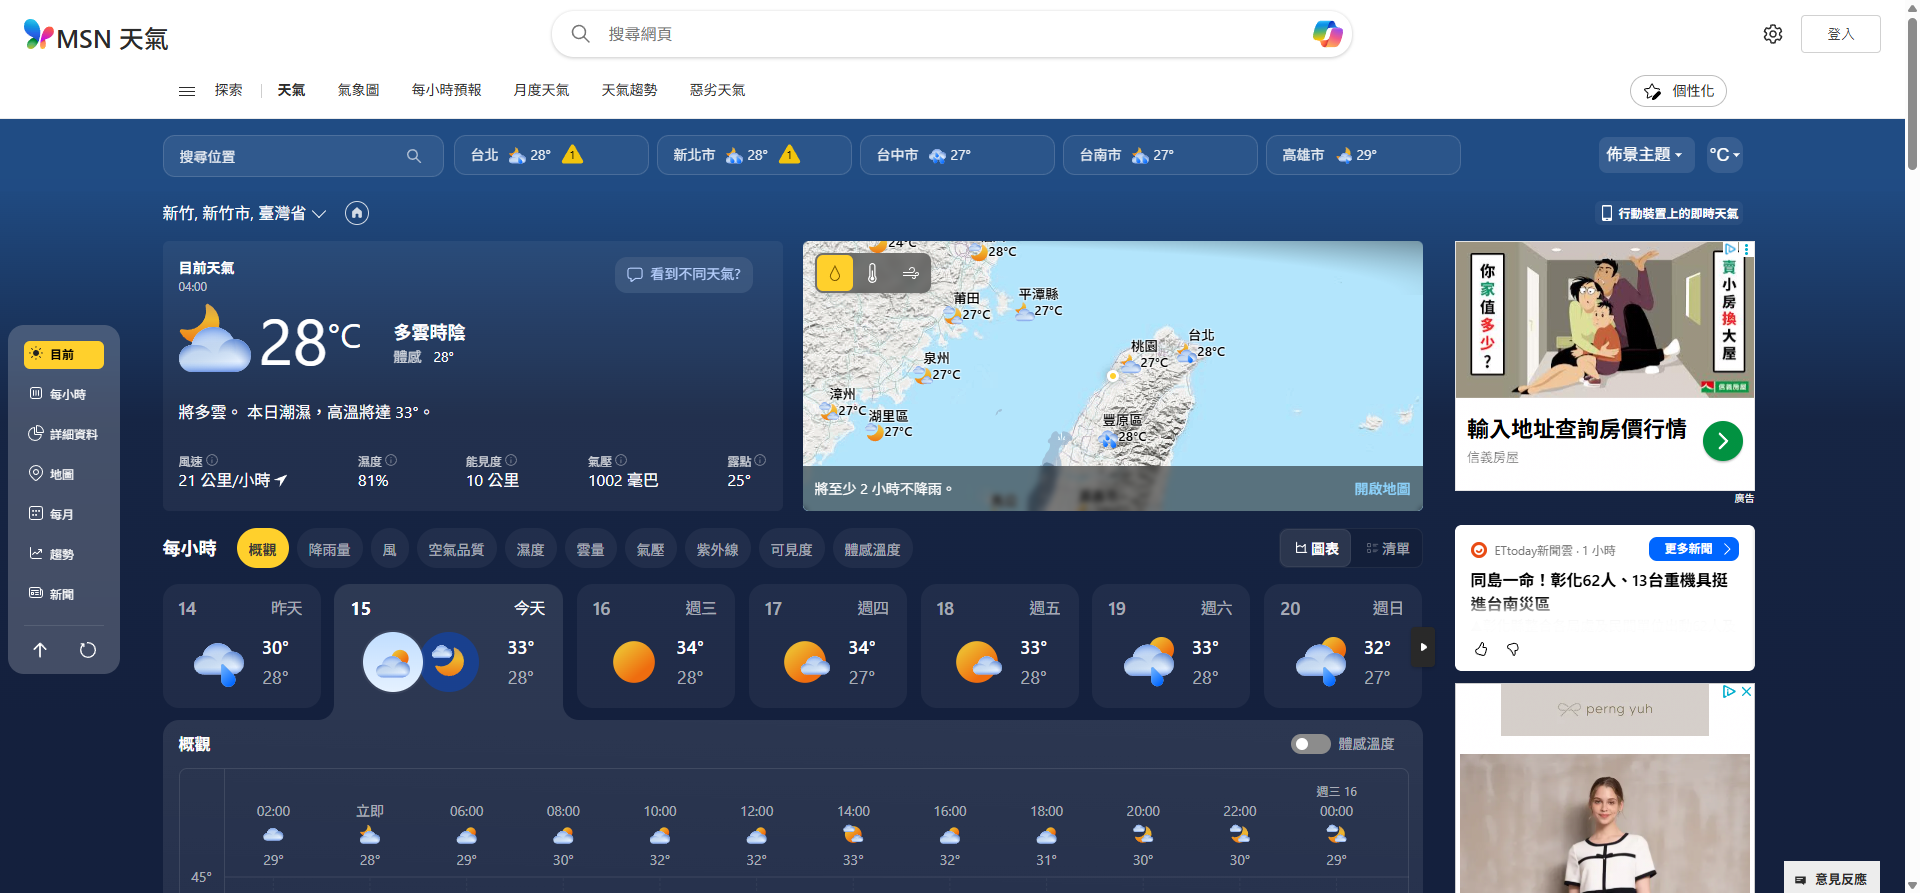 MSN 天氣
搜尋網頁
登入
探索
天氣
氣象圖
每小時預報
月度天氣
天氣趨勢
惡劣天氣
個性化
搜尋位置
台北 28° 1
新北市 28° 1
台中市 27°
台南市 27°
高雄市 29°
佈景主題
°C
新竹, 新竹市, 臺灣省
行動裝置上的即時天氣
目前
每小時
詳細資料
地圖
每月
趨勢
新聞
目前天氣
04:00
看到不同天氣?
28°C
多雲時陰
體感 28°
將多雲。 本日潮濕，高溫將達 33°。
風速
21 公里/小時
濕度
81%
能見度
10 公里
氣壓
1002 毫巴
露點
25°
24°C
28°C
莆田
27°C
平潭縣
27°C
台北
28°C
桃園
27°C
泉州
27°C
漳州
27°C
湖里區
27°C
豐原區
28°C
將至少 2 小時不降雨。
開啟地圖
你家值多少?
賣小房換大屋
信義房屋
輸入地址查詢房價行情
信義房屋
廣告
每小時
概觀
降雨量
風
空氣品質
濕度
雲量
氣壓
紫外線
可見度
體感溫度
圖表
清單
14 昨天
30°
28°
15 今天
33°
28°
16 週三
34°
28°
17 週四
34°
27°
18 週五
33°
28°
19 週六
33°
28°
20 週日
32°
27°
ETtoday新聞雲 · 1 小時
更多新聞
同島一命！彰化62人、13台重機具挺進台南災區
perng yuh
概觀
體感溫度
週三 16
02:00 立即 06:00 08:00 10:00 12:00 14:00 16:00 18:00 20:00 22:00 00:00
29° 28° 29° 30° 32° 32° 33° 32° 31° 30° 30° 29°
45°
意見反應